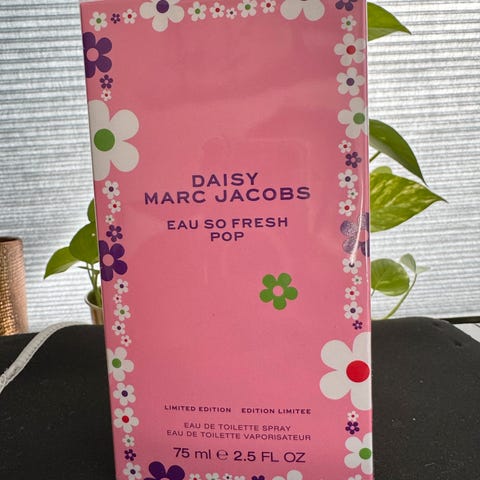 DAISY
MARC JACOBS
EAU SO FRESH
POP
LIMITED EDITION EDITION LIMITEE
EAU DE TOILETTE SPRAY
EAU DE TOILETTE VAPORISATEUR
75 ml ℮ 2.5 FL OZ